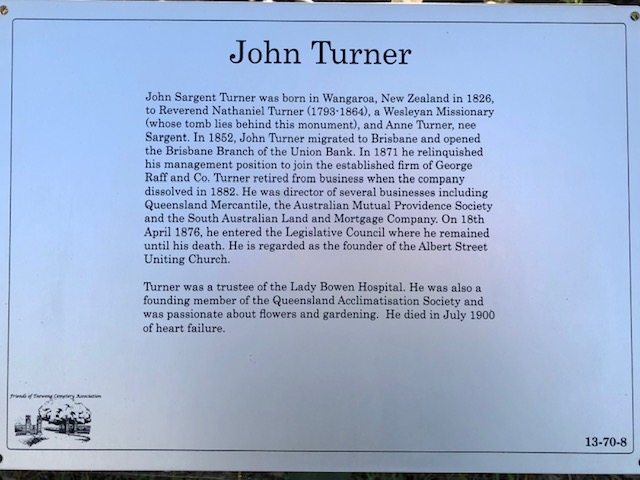 John Turner
John Sargent Turner was born in Wangaroa, New Zealand in 1826,
to Reverend Nathaniel Turner (1793-1864), a Wesleyan Missionary
(whose tomb lies behind this monument), and Anne Turner, nee
Sargent. In 1852, John Turner migrated to Brisbane and opened
the Brisbane Branch of the Union Bank. In 1871 he relinquished
his management position to join the established firm of George
Raff and Co. Turner retired from business when the company
dissolved in 1882. He was director of several businesses including
Queensland Mercantile, the Australian Mutual Providence Society
and the South Australian Land and Mortgage Company. On 18th
April 1876, he entered the Legislative Council where he remained
until his death. He is regarded as the founder of the Albert Street
Uniting Church.
Turner was a trustee of the Lady Bowen Hospital. He was also a
founding member of the Queensland Acclimatisation Society and
was passionate about flowers and gardening. He died in July 1900
of heart failure.
Friends of Toowong Cemetery Association
13-70-8